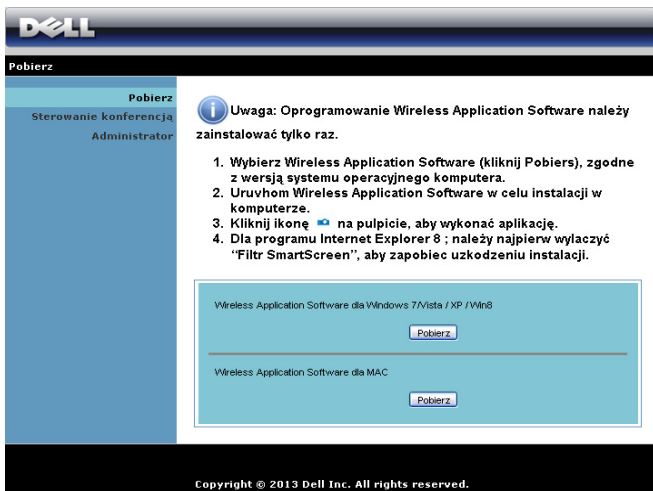 DELL
Pobierz
Pobierz
Sterowanie konferencją
Administrator
Uwaga: Oprogramowanie Wireless Application Software należy
zainstalować tylko raz.
1. Wybierz Wireless Application Software (kliknij Pobiers), zgodne
z wersją systemu operacyjnego komputera.
2. Uruvhom Wireless Application Software w celu instalacji w
komputerze.
3. Kliknij ikonę na pulpicie, aby wykonać aplikację.
4. Dla programu Internet Explorer 8 ; należy najpierw wylaczyć
"Filtr SmartScreen", aby zapobiec uzkodzeniu instalacji.
Wireless Application Software dla Windows 7/Vista / XP / Win8
Pobierz
Wireless Application Software dla MAC
Pobierz
Copyright © 2013 Dell Inc. All rights reserved.